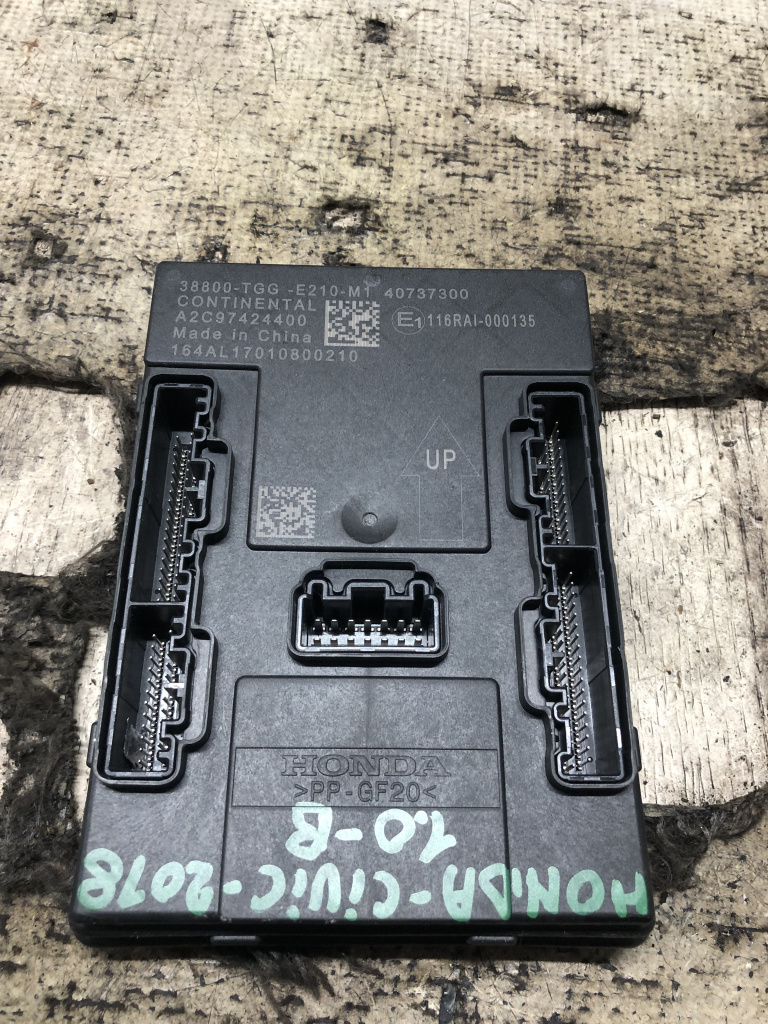 38800-TGG -E210-M1 40737300
CONTINENTAL
A2C97424400
Made in China
164AL17010800210
E1 116RAI-000135
UP
HONDA
>PP-GF20<
HONDA-CIVIC-2018
1.0-B